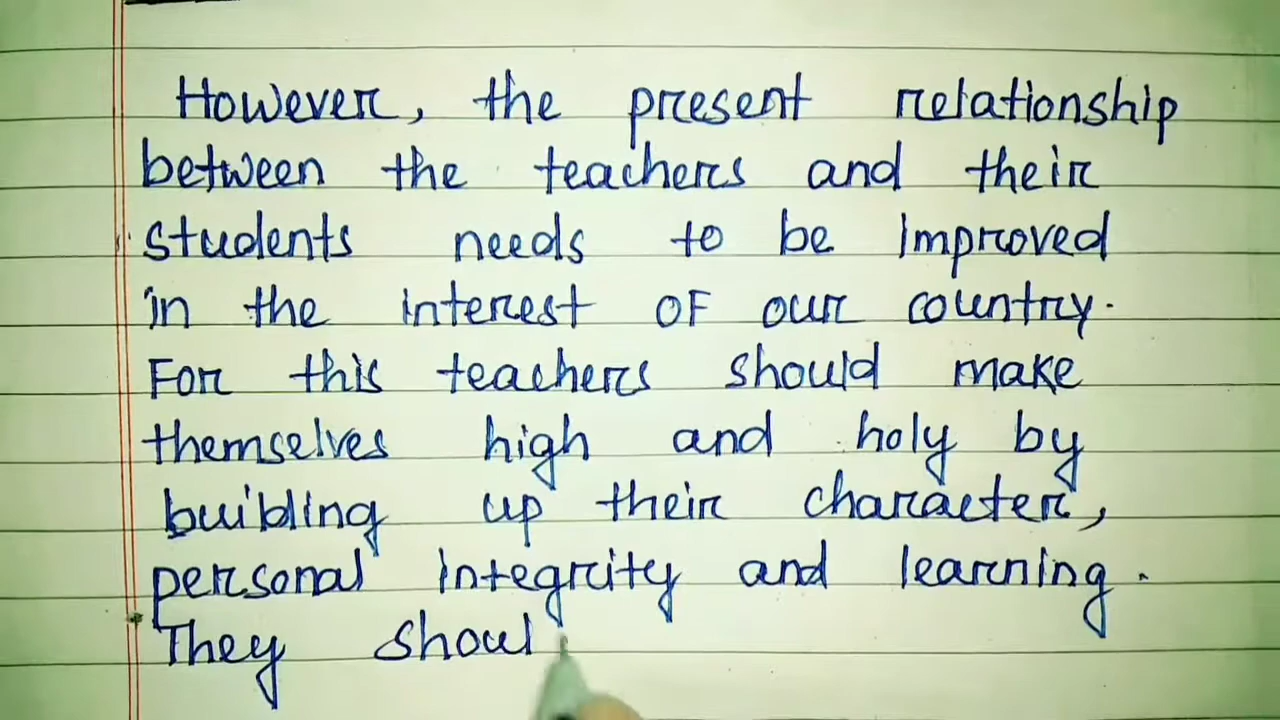 However, the present relationship
between the teachers and their
students needs to be improved
in the interest of our country.
For this teachers should make
themselves high and holy by
building up their character,
personal integrity and learning.
They shoul